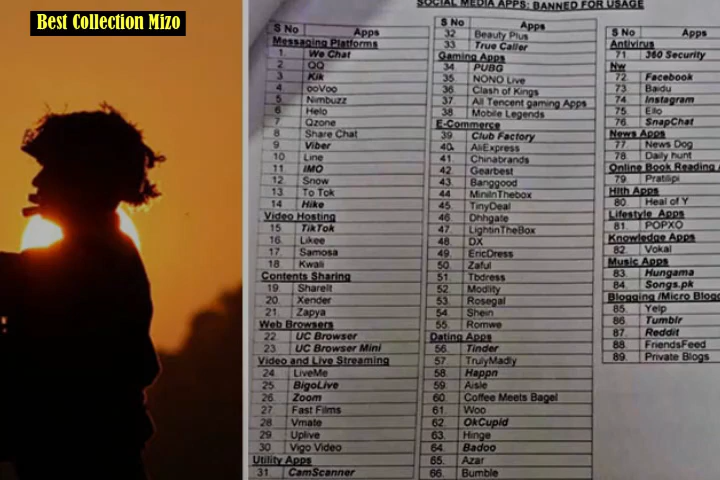 Best Collection Mizo
SOCIAL MEDIA APPS: BANNED FOR USAGE
S No Apps
Messaging Platforms
1. We Chat
2 QQ
3 Kik
4 ooVoo
5 Nimbuzz
6 Helo
7 Qzone
8 Share Chat
9 Viber
10 Line
11 IMO
12. Snow
13. To Tok
14 Hike
Video Hosting
15 TikTok
16. Likee
17. Samosa
18. Kwali
Contents Sharing
19. Shareit
20. Xender
21. Zapya
Web Browsers
22. UC Browser
23. UC Browser Mini
Video and Live Streaming
24. LiveMe
25. BigoLive
26. Zoom
27. Fast Films
28. Vmate
29. Uplive
30 Vigo Video
Utility Apps
31. CamScanner
S No Apps
32 Beauty Plus
33 True Caller
Gaming Apps
34. PUBG
35. NONO Live
36. Clash of Kings
37. All Tencent gaming Apps
38 Mobile Legends
E-Commerce
39. Club Factory
40. AliExpress
41. Chinabrands
42. Gearbest
43. Banggood
44. MiniInthebox
45. TinyDeal
46. Dhhgate
47. LightinTheBox
48. DX
49. EricDress
50. Zaful
51. Tbdress
52. Modlity
53. Rosegal
54. Shein
55. Romwe
Dating Apps
56. Tinder
57. TrulyMadly
58. Happn
59. Aisle
60. Coffee Meets Bagel
61. Woo
62. OkCupid
63. Hinge
64. Badoo
65. Azar
66. Bumble
S No Apps
Antivirus
71. 360 Security
Nw
72. Facebook
73. Baidu
74. Instagram
75. Ello
76. SnapChat
News Apps
77. News Dog
78. Daily hunt
Online Book Reading
79. Pratilipi
Hlth Apps
80. Heal of Y
Lifestyle Apps
81. POPXO
Knowledge Apps
82. Vokal
Music Apps
83. Hungama
84. Songs.pk
Blogging /Micro Blog
85. Yelp
86. Tumblr
87. Reddit
88. FriendsFeed
89. Private Blogs